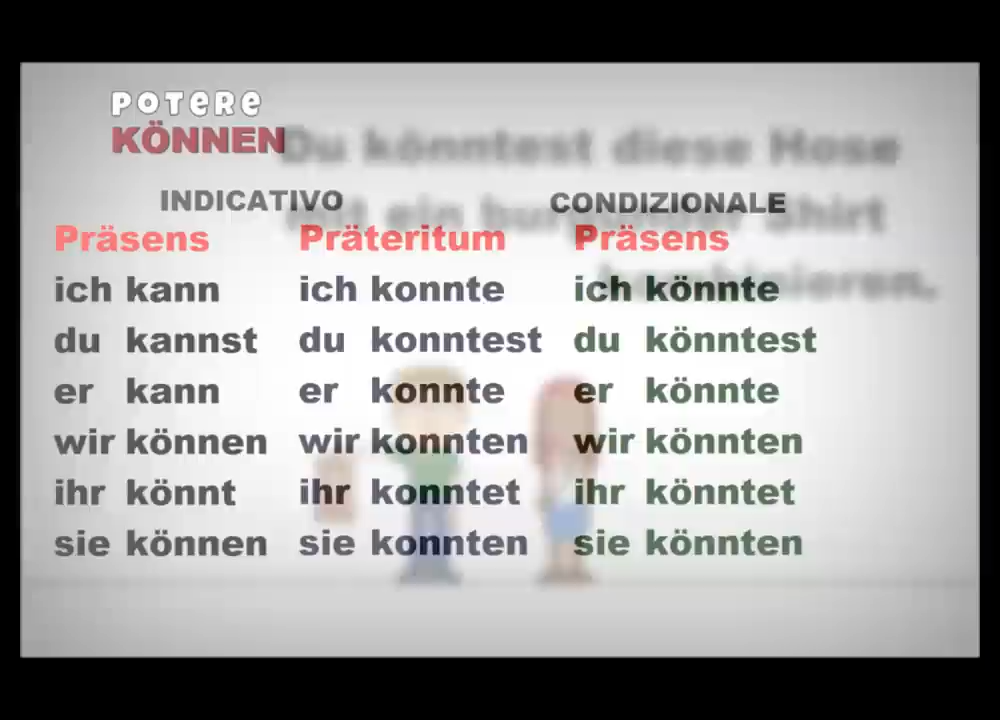 POTERE
KÖNNEN
Du könntest diese Hose
ein Shirt
INDICATIVO CONDIZIONALE
Präsens Präteritum Präsens
ich kann ich konnte ich könnte
du kannst du konntest du könntest
er kann er konnte er könnte
wir können wir konnten wir könnten
ihr könnt ihr konntet ihr könntet
sie können sie konnten sie könnten